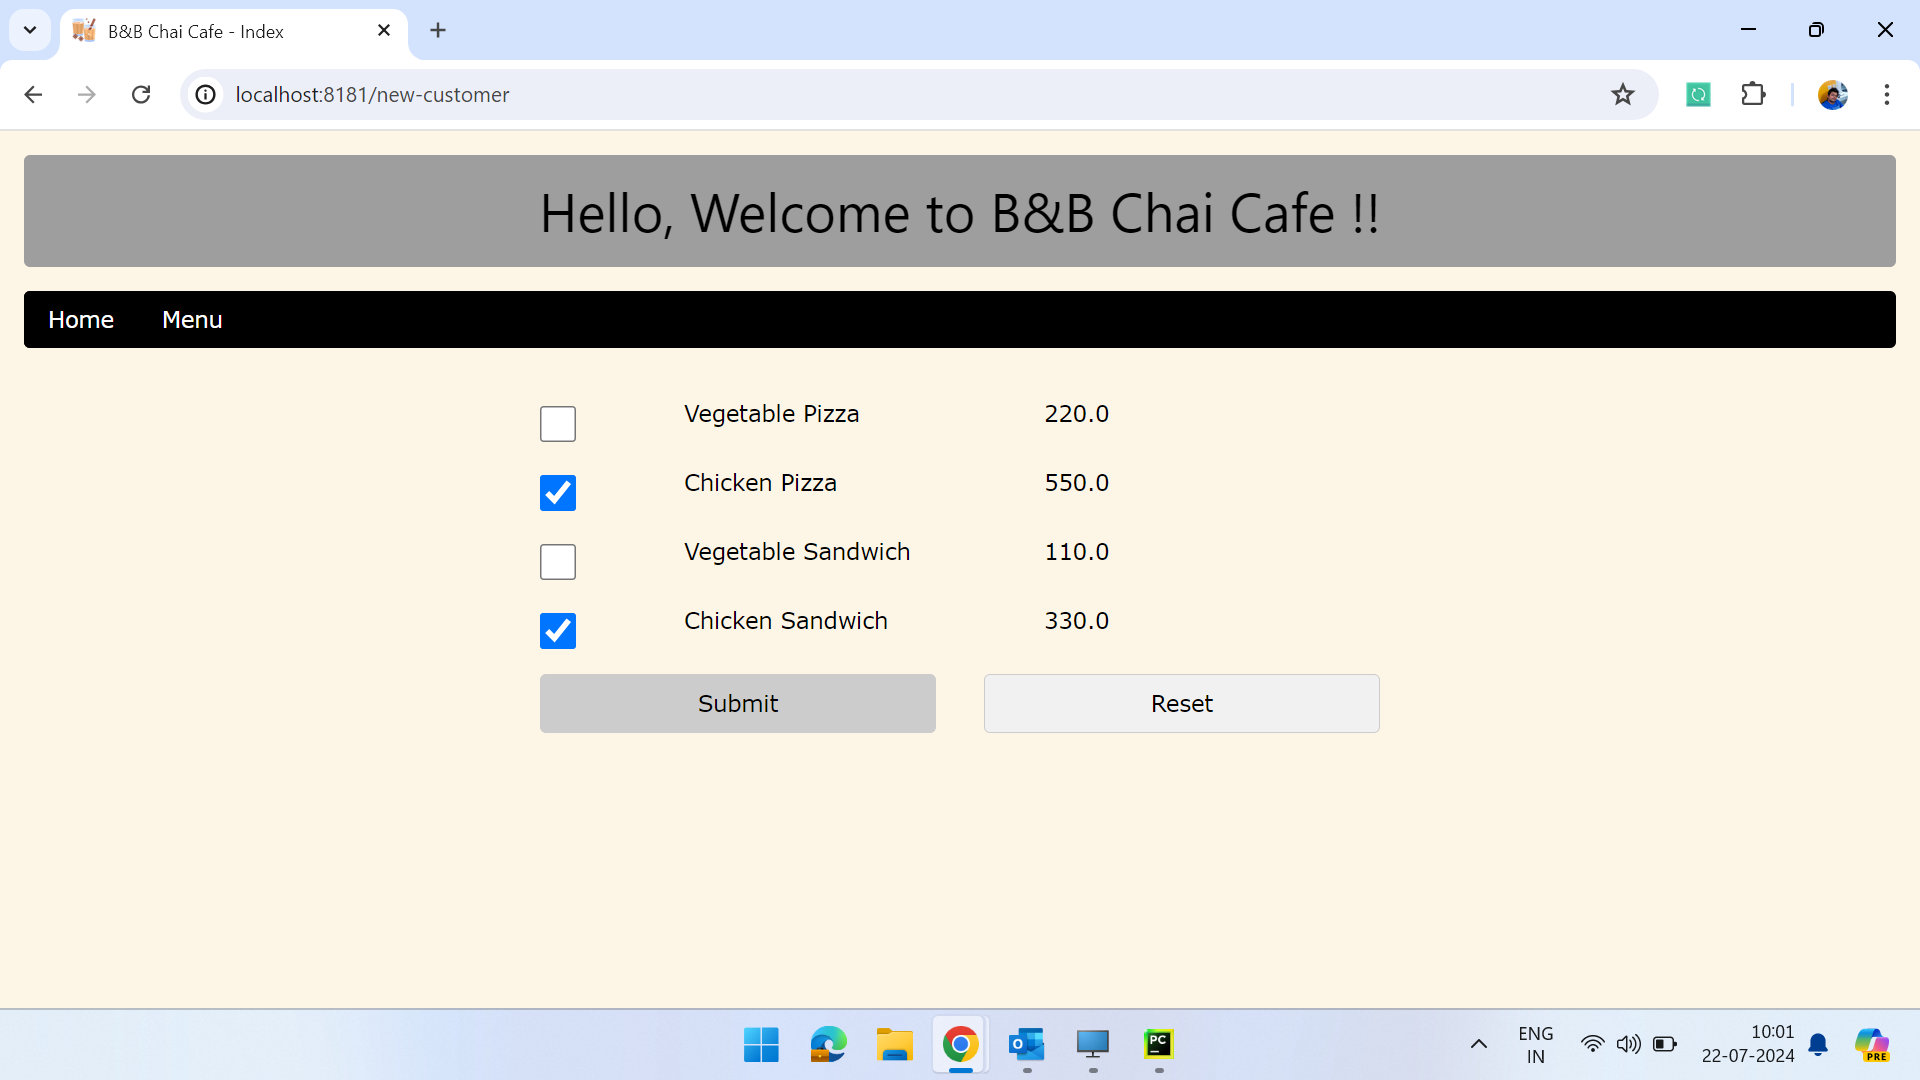 B&B Chai Cafe - Index
localhost:8181/new-customer
Hello, Welcome to B&B Chai Cafe !!
Home Menu
Vegetable Pizza 220.0
Chicken Pizza 550.0
Vegetable Sandwich 110.0
Chicken Sandwich 330.0
Submit Reset
ENG 10:01
IN 22-07-2024
PC
PRE